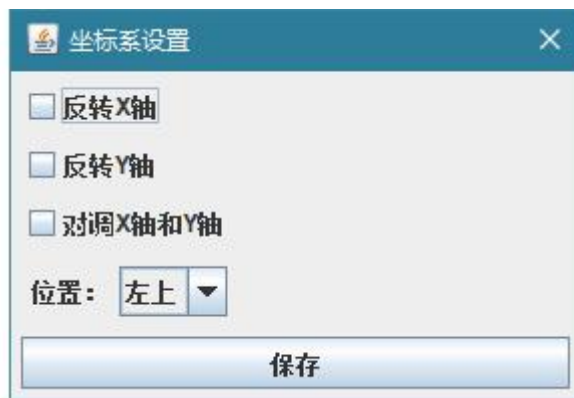 坐标系设置
反转X轴
反转Y轴
对调X轴和Y轴
位置： 左上
保存